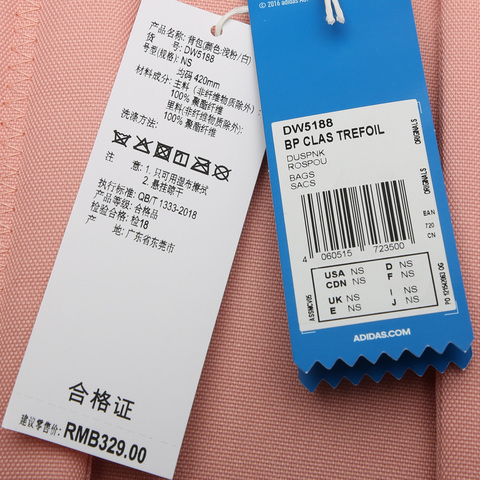 产品名称: 背包(颜色:浅粉/白)
货 号: DW5188
号型(规格): NS
均码 420mm
材料成分: 主料(非纤维物质除外):
100% 聚酯纤维
里料(非纤维物质除外):
100% 聚酯纤维
洗涤方法:
注 意: 1. 只可用湿布擦拭
2. 悬挂晾干
执行标准: QB/T 1333-2018
产品等级: 合格品
检验合格: 检18
产 地: 广东省东莞市
合格证
建议零售价: RMB329.00
© 2016 adidas
DW5188
BP CLAS TREFOIL
DUSPNK
ROSPOU
BAGS
SACS
4 060515 723500
USA NS D NS
CDN NS F NS
UK NS I NS
E NS J NS
ORIGINALS
ORIGINALS
EAN
720
CN
ADIDAS.COM